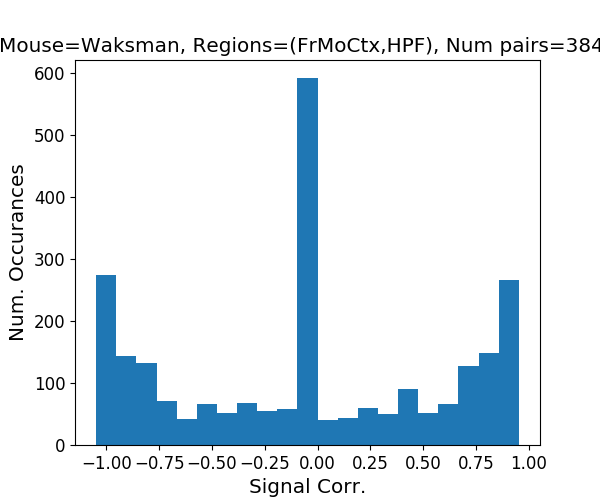 Mouse=Waksman, Regions=(FrMoCtx,HPF), Num pairs=384
600
500
400
300
200
100
0
Num. Occurances
−1.00 −0.75 −0.50 −0.25 0.00 0.25 0.50 0.75 1.00
Signal Corr.